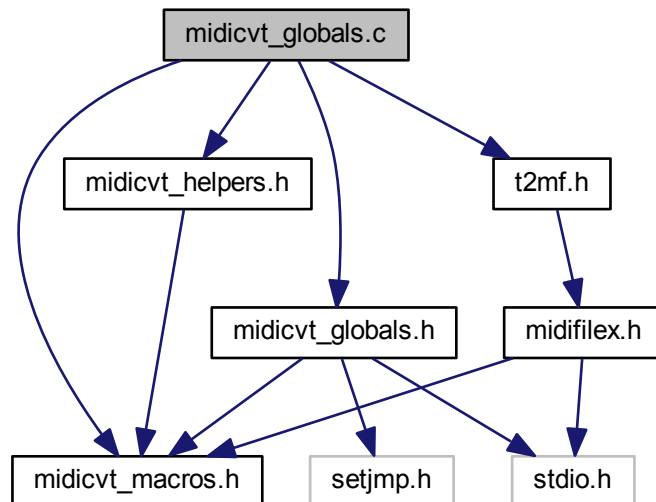 midicvt_globals.c
midicvt_helpers.h
t2mf.h
midicvt_globals.h
midifilex.h
midicvt_macros.h
setjmp.h
stdio.h